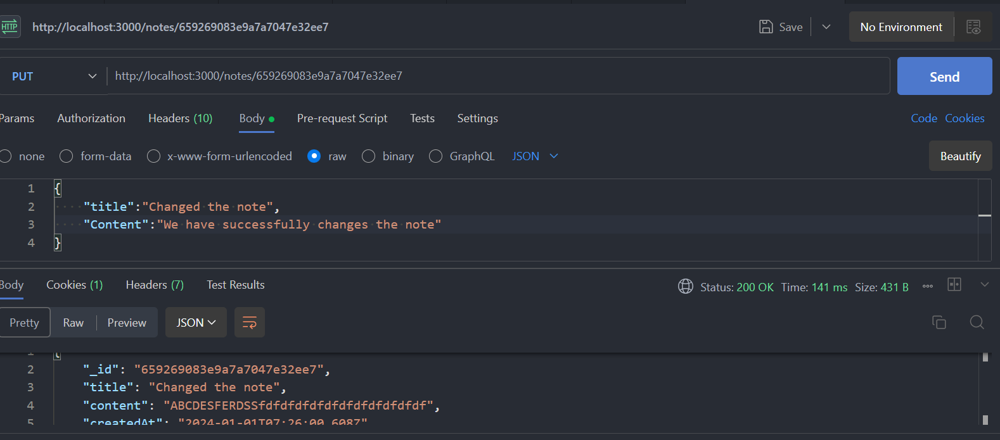 HTTP http://localhost:3000/notes/659269083e9a7a7047e32ee7 Save No Environment
PUT http://localhost:3000/notes/659269083e9a7a7047e32ee7 Send
Params Authorization Headers (10) Body Pre-request Script Tests Settings Code Cookies
none form-data x-www-form-urlencoded raw binary GraphQL JSON Beautify
1 {
2 "title":"Changed the note",
3 "Content":"We have successfully changes the note"
4 }
Body Cookies (1) Headers (7) Test Results Status: 200 OK Time: 141 ms Size: 431 B
Pretty Raw Preview JSON
1 {
2 "_id": "659269083e9a7a7047e32ee7",
3 "title": "Changed the note",
4 "content": "ABCDESFERDSSfdfdfdfdfdfdfdfdfdfdfdf",
5 "createdAt": "2024-01-01T07:26:00.608Z"